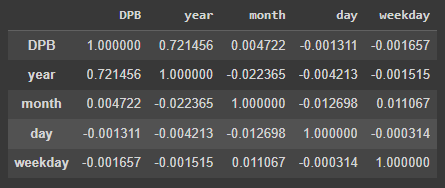 DPB year month day weekday
DPB 1.000000 0.721456 0.004722 -0.001311 -0.001657
year 0.721456 1.000000 -0.022365 -0.004213 -0.001515
month 0.004722 -0.022365 1.000000 -0.012698 0.011067
day -0.001311 -0.004213 -0.012698 1.000000 -0.000314
weekday -0.001657 -0.001515 0.011067 -0.000314 1.000000